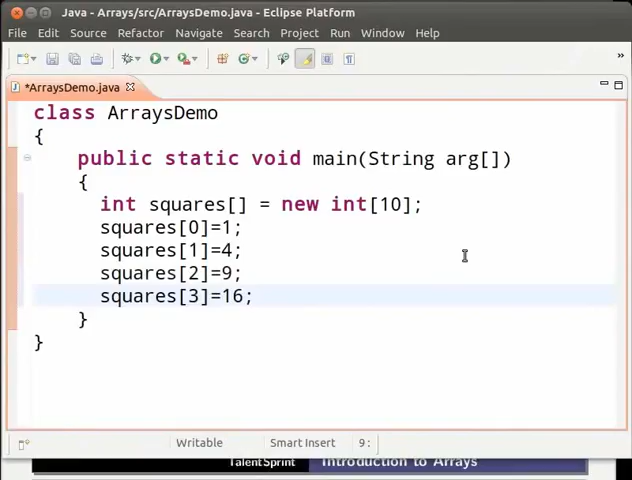 Java - Arrays/src/ArraysDemo.java - Eclipse Platform
File Edit Source Refactor Navigate Search Project Run Window Help
*ArraysDemo.java
class ArraysDemo
{
public static void main(String arg[])
{
int squares[] = new int[10];
squares[0]=1;
squares[1]=4;
squares[2]=9;
squares[3]=16;
}
}
Writable Smart Insert 9:
TalentSprint Introduction to Arrays